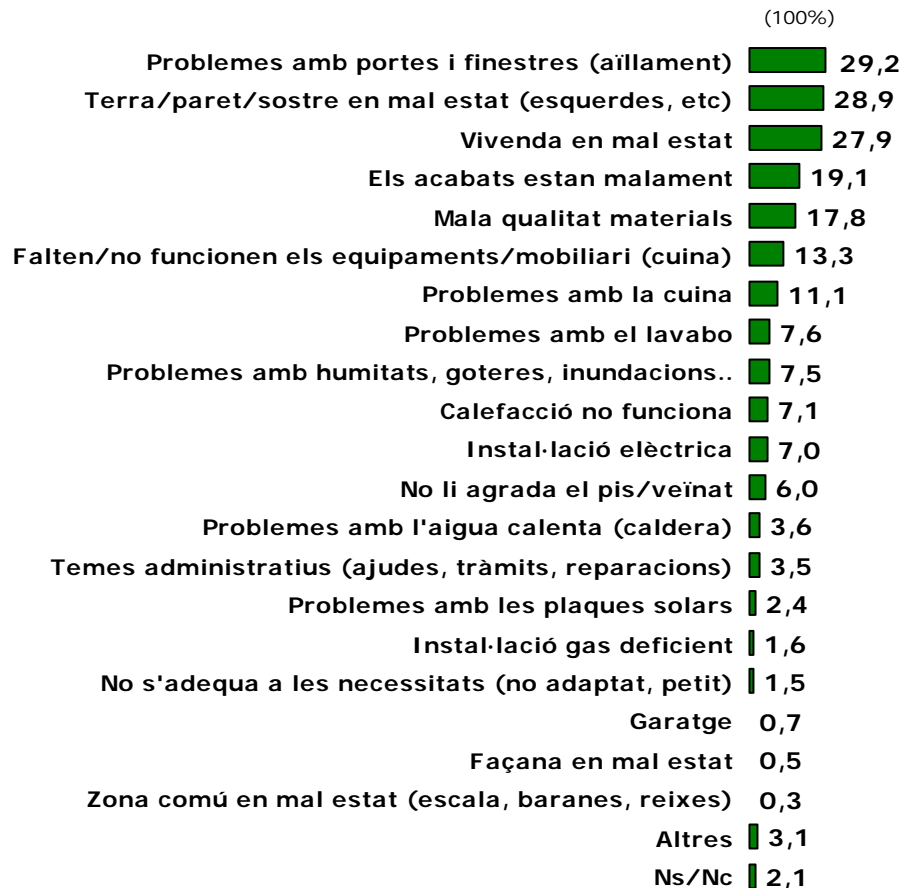 (100%)
Problemes amb portes i finestres (aïllament) 29,2
Terra/paret/sostre en mal estat (esquerdes, etc) 28,9
Vivenda en mal estat 27,9
Els acabats estan malament 19,1
Mala qualitat materials 17,8
Falten/no funcionen els equipaments/mobiliari (cuina) 13,3
Problemes amb la cuina 11,1
Problemes amb el lavabo 7,6
Problemes amb humitats, goteres, inundacions.. 7,5
Calefacció no funciona 7,1
Instal·lació elèctrica 7,0
No li agrada el pis/veïnat 6,0
Problemes amb l'aigua calenta (caldera) 3,6
Temes administratius (ajudes, tràmits, reparacions) 3,5
Problemes amb les plaques solars 2,4
Instal·lació gas deficient 1,6
No s'adequa a les necessitats (no adaptat, petit) 1,5
Garatge 0,7
Façana en mal estat 0,5
Zona comú en mal estat (escala, baranes, reixes) 0,3
Altres 3,1
Ns/Nc 2,1